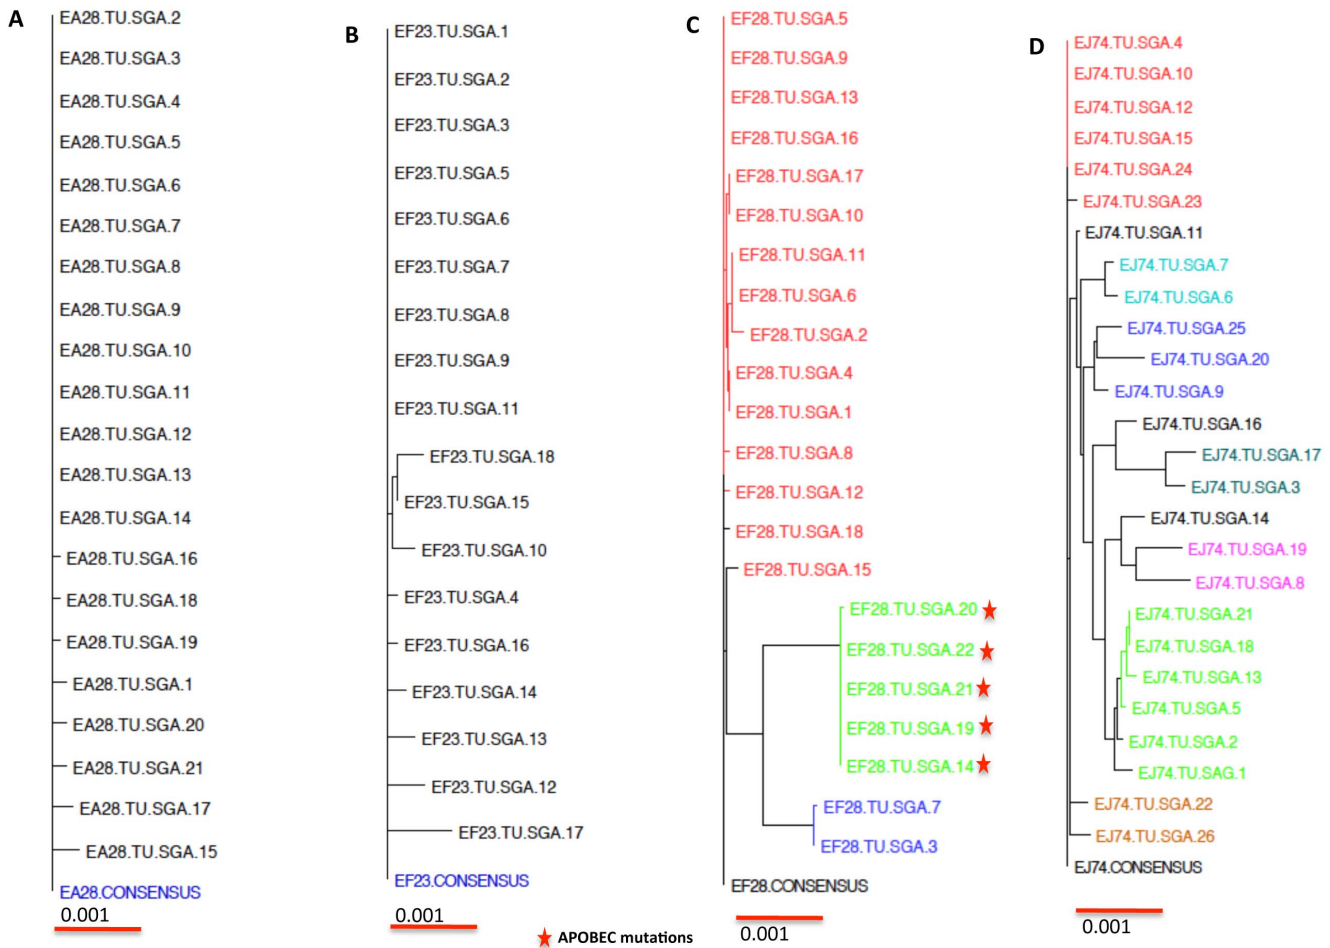 A
EA28.TU.SGA.2
EA28.TU.SGA.3
EA28.TU.SGA.4
EA28.TU.SGA.5
EA28.TU.SGA.6
EA28.TU.SGA.7
EA28.TU.SGA.8
EA28.TU.SGA.9
EA28.TU.SGA.10
EA28.TU.SGA.11
EA28.TU.SGA.12
EA28.TU.SGA.13
EA28.TU.SGA.14
EA28.TU.SGA.16
EA28.TU.SGA.18
EA28.TU.SGA.19
EA28.TU.SGA.1
EA28.TU.SGA.20
EA28.TU.SGA.21
EA28.TU.SGA.17
EA28.TU.SGA.15
EA28.CONSENSUS
0.001
B
EF23.TU.SGA.1
EF23.TU.SGA.2
EF23.TU.SGA.3
EF23.TU.SGA.5
EF23.TU.SGA.6
EF23.TU.SGA.7
EF23.TU.SGA.8
EF23.TU.SGA.9
EF23.TU.SGA.11
EF23.TU.SGA.18
EF23.TU.SGA.15
EF23.TU.SGA.10
EF23.TU.SGA.4
EF23.TU.SGA.16
EF23.TU.SGA.14
EF23.TU.SGA.13
EF23.TU.SGA.12
EF23.TU.SGA.17
EF23.CONSENSUS
0.001
C
EF28.TU.SGA.5
EF28.TU.SGA.9
EF28.TU.SGA.13
EF28.TU.SGA.16
EF28.TU.SGA.17
EF28.TU.SGA.10
EF28.TU.SGA.11
EF28.TU.SGA.6
EF28.TU.SGA.2
EF28.TU.SGA.4
EF28.TU.SGA.1
EF28.TU.SGA.8
EF28.TU.SGA.12
EF28.TU.SGA.18
EF28.TU.SGA.15
EF28.TU.SGA.20
EF28.TU.SGA.22
EF28.TU.SGA.21
EF28.TU.SGA.19
EF28.TU.SGA.14
EF28.TU.SGA.7
EF28.TU.SGA.3
EF28.CONSENSUS
0.001
D
EJ74.TU.SGA.4
EJ74.TU.SGA.10
EJ74.TU.SGA.12
EJ74.TU.SGA.15
EJ74.TU.SGA.24
EJ74.TU.SGA.23
EJ74.TU.SGA.11
EJ74.TU.SGA.7
EJ74.TU.SGA.6
EJ74.TU.SGA.25
EJ74.TU.SGA.20
EJ74.TU.SGA.9
EJ74.TU.SGA.16
EJ74.TU.SGA.17
EJ74.TU.SGA.3
EJ74.TU.SGA.14
EJ74.TU.SGA.19
EJ74.TU.SGA.8
EJ74.TU.SGA.21
EJ74.TU.SGA.18
EJ74.TU.SGA.13
EJ74.TU.SGA.5
EJ74.TU.SGA.2
EJ74.TU.SAG.1
EJ74.TU.SGA.22
EJ74.TU.SGA.26
EJ74.CONSENSUS
0.001
APOBEC mutations